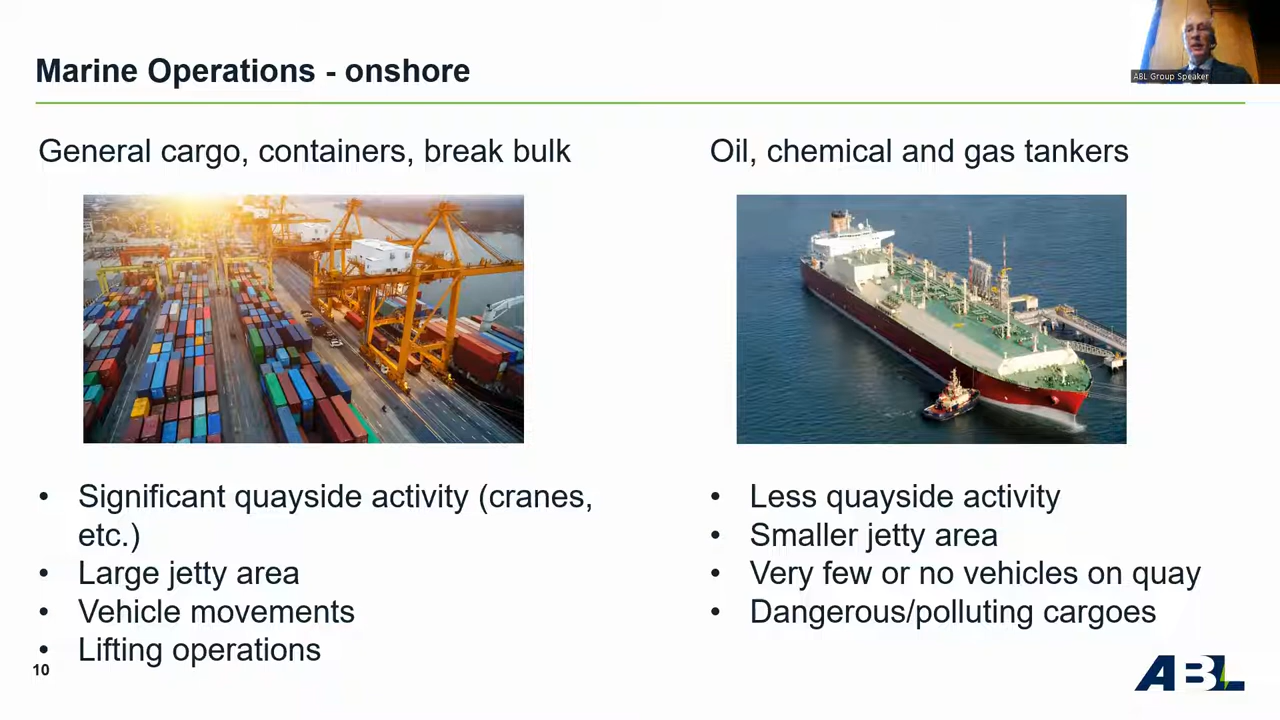 Marine Operations - onshore
ABL Group Speaker
General cargo, containers, break bulk
Oil, chemical and gas tankers
• Significant quayside activity (cranes,
etc.)
• Large jetty area
• Vehicle movements
• Lifting operations
• Less quayside activity
• Smaller jetty area
• Very few or no vehicles on quay
• Dangerous/polluting cargoes
10
ABL